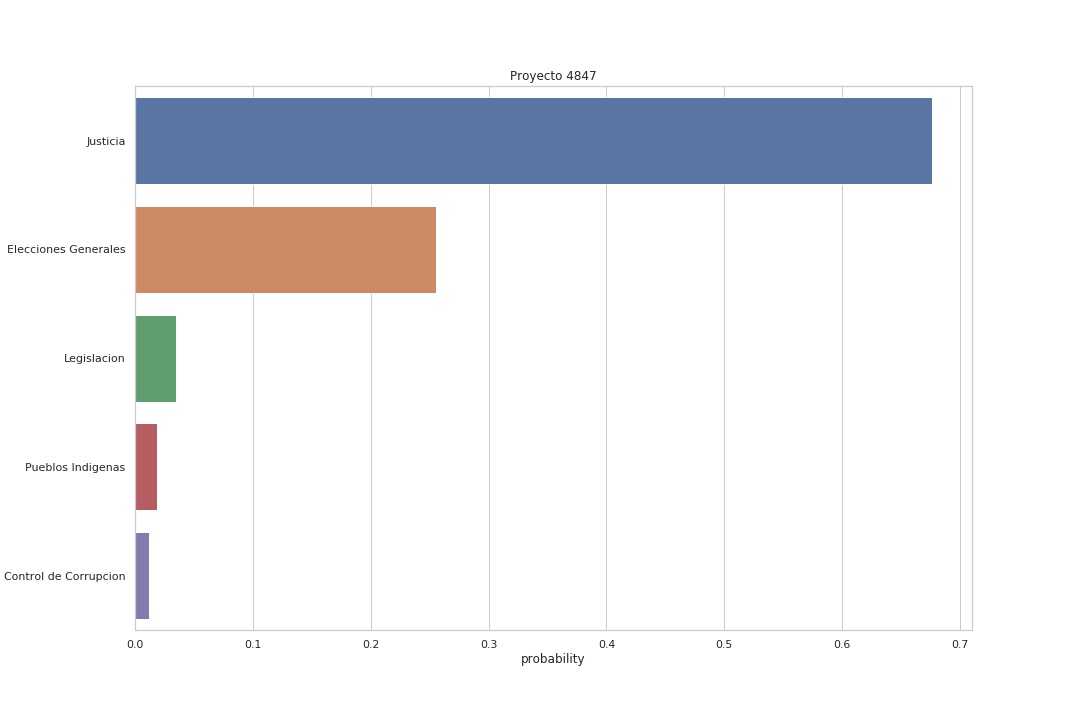 Proyecto 4847
Justicia
Elecciones Generales
Legislacion
Pueblos Indigenas
Control de Corrupcion
0.0 0.1 0.2 0.3 0.4 0.5 0.6 0.7
probability